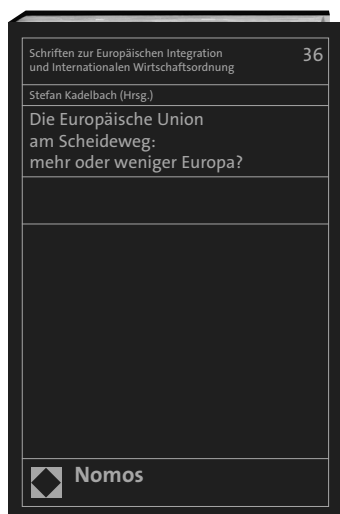 Schriften zur Europäischen Integration
und Internationalen Wirtschaftsordnung
36
Stefan Kadelbach (Hrsg.)
Die Europäische Union
am Scheideweg:
mehr oder weniger Europa?
Nomos